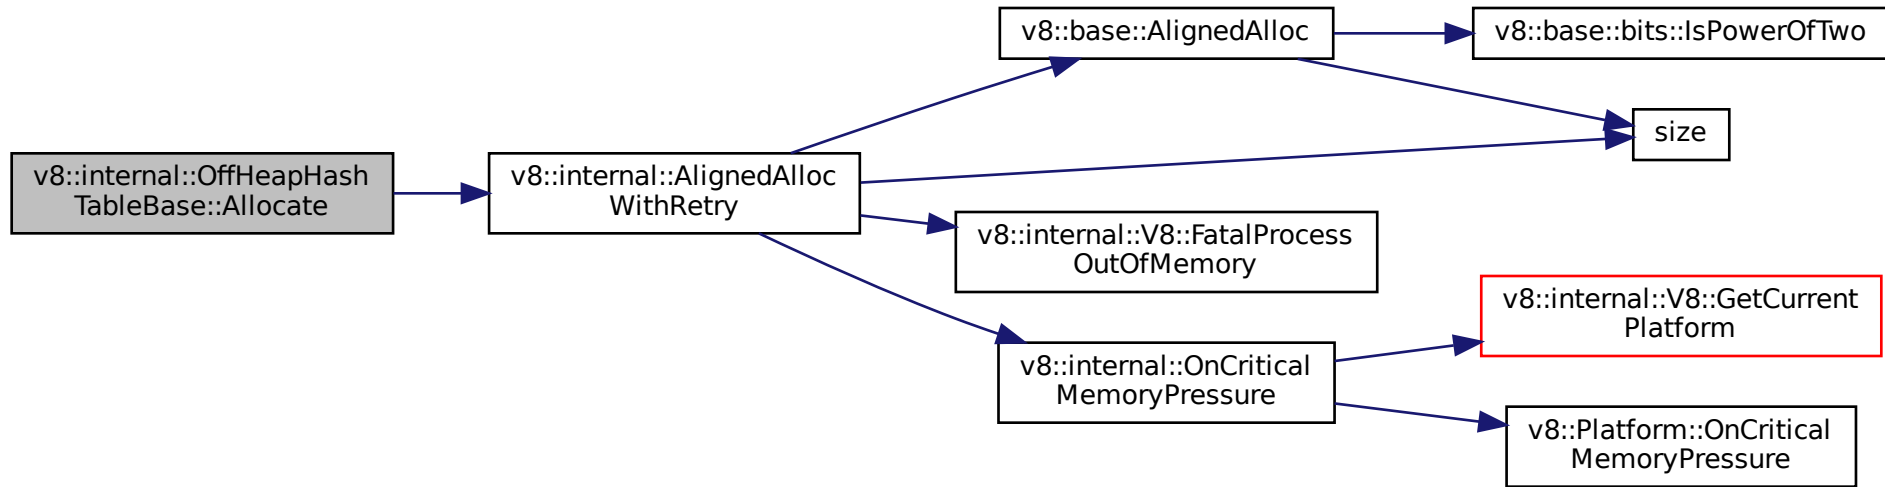 v8::internal::OffHeapHash
TableBase::Allocate
v8::internal::AlignedAlloc
WithRetry
v8::base::AlignedAlloc
v8::base::bits::IsPowerOfTwo
size
v8::internal::V8::FatalProcess
OutOfMemory
v8::internal::OnCritical
MemoryPressure
v8::internal::V8::GetCurrent
Platform
v8::Platform::OnCritical
MemoryPressure